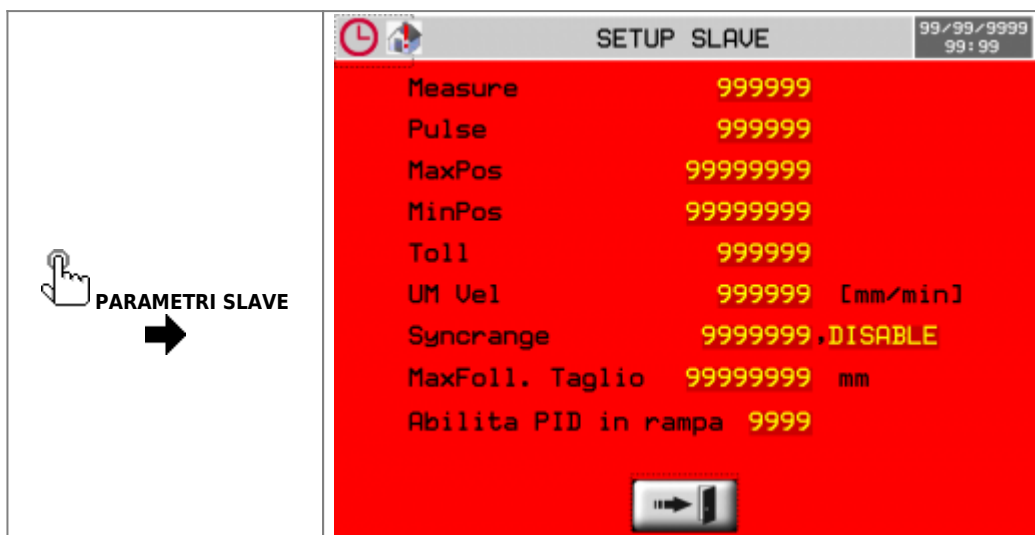 PARAMETRI SLAVE
SETUP SLAVE
99/99/9999
99:99
Measure 999999
Pulse 999999
MaxPos 99999999
MinPos 99999999
Toll 999999
UM Vel 999999 [mm/min]
Syncrange 9999999,DISABLE
MaxFoll. Taglio 99999999 mm
Abilita PID in rampa 9999